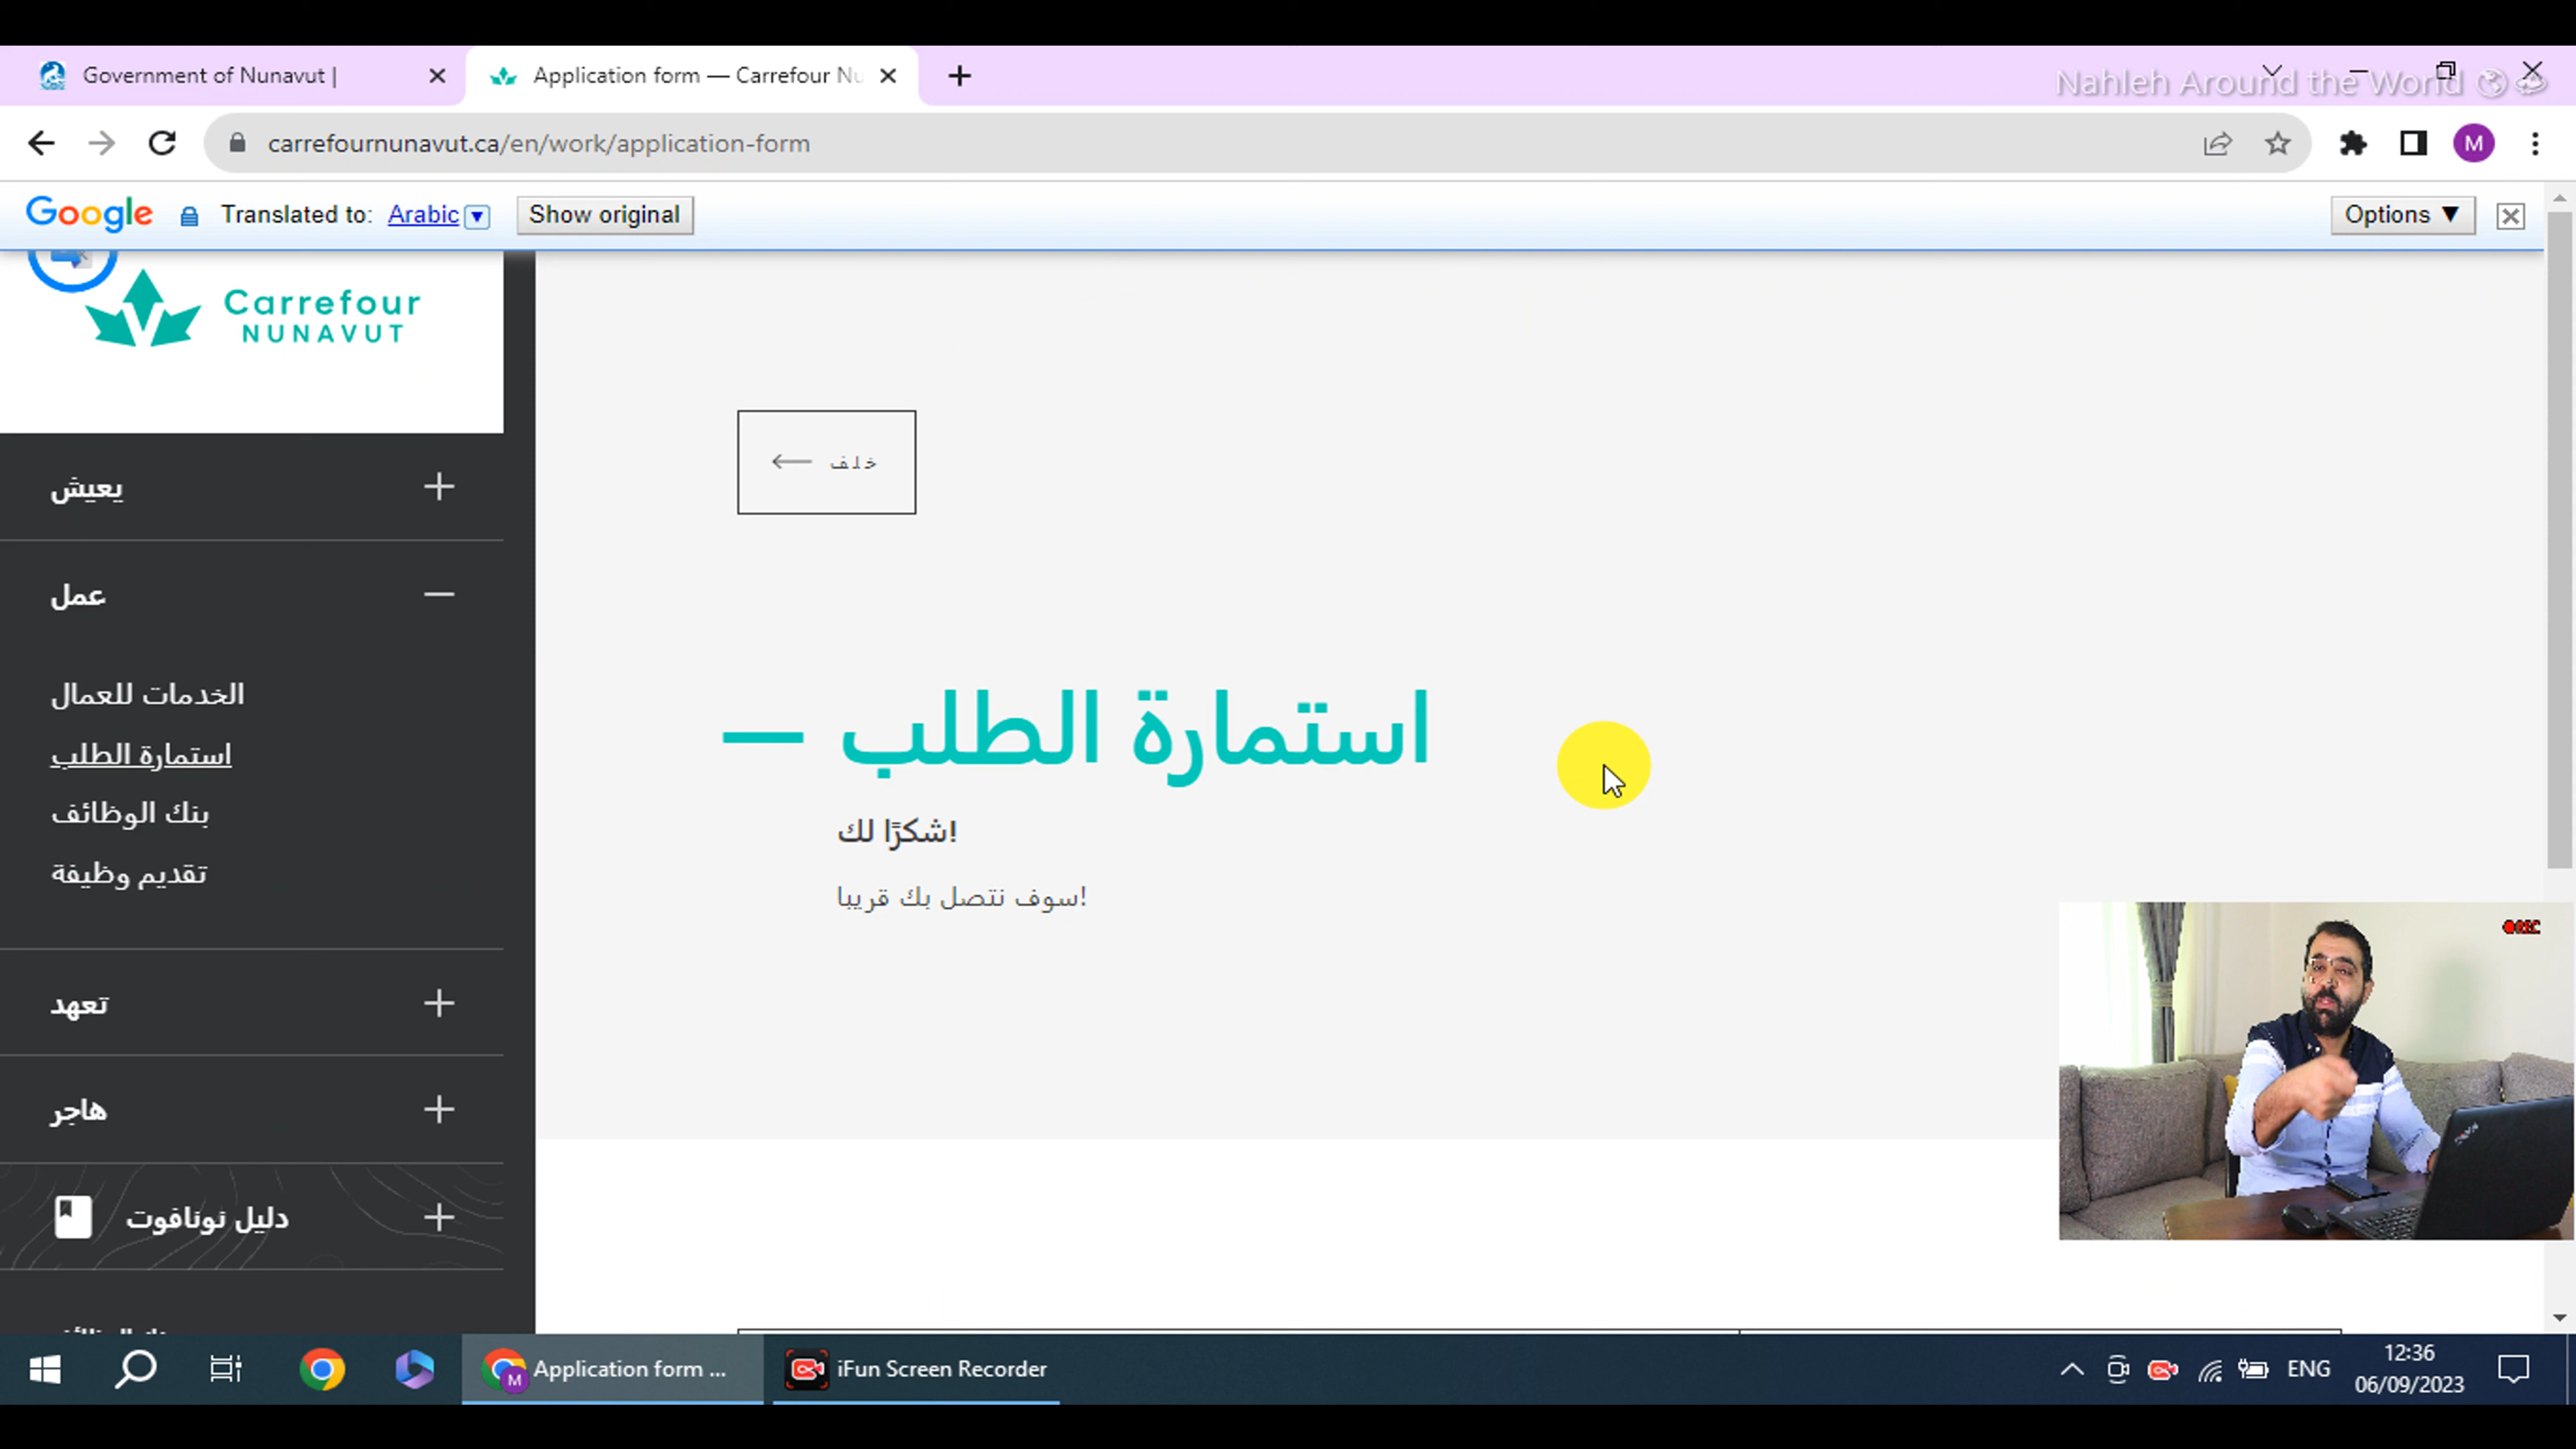 Government of Nunavut |
Application form — Carrefour Nu
Nahleh Around the World
carrefournunavut.ca/en/work/application-form
Google Translated to: Arabic Show original Options
Carrefour
NUNAVUT
يعيش
عمل
الخدمات للعمال
استمارة الطلب
بنك الوظائف
تقديم وظيفة
تعهد
هاجر
دليل نونافوت
خلف
استمارة الطلب —
شكرًا لك!
سوف نتصل بك قريبا!
REC
M
Application form ...
iFun Screen Recorder
ENG
12:36
06/09/2023